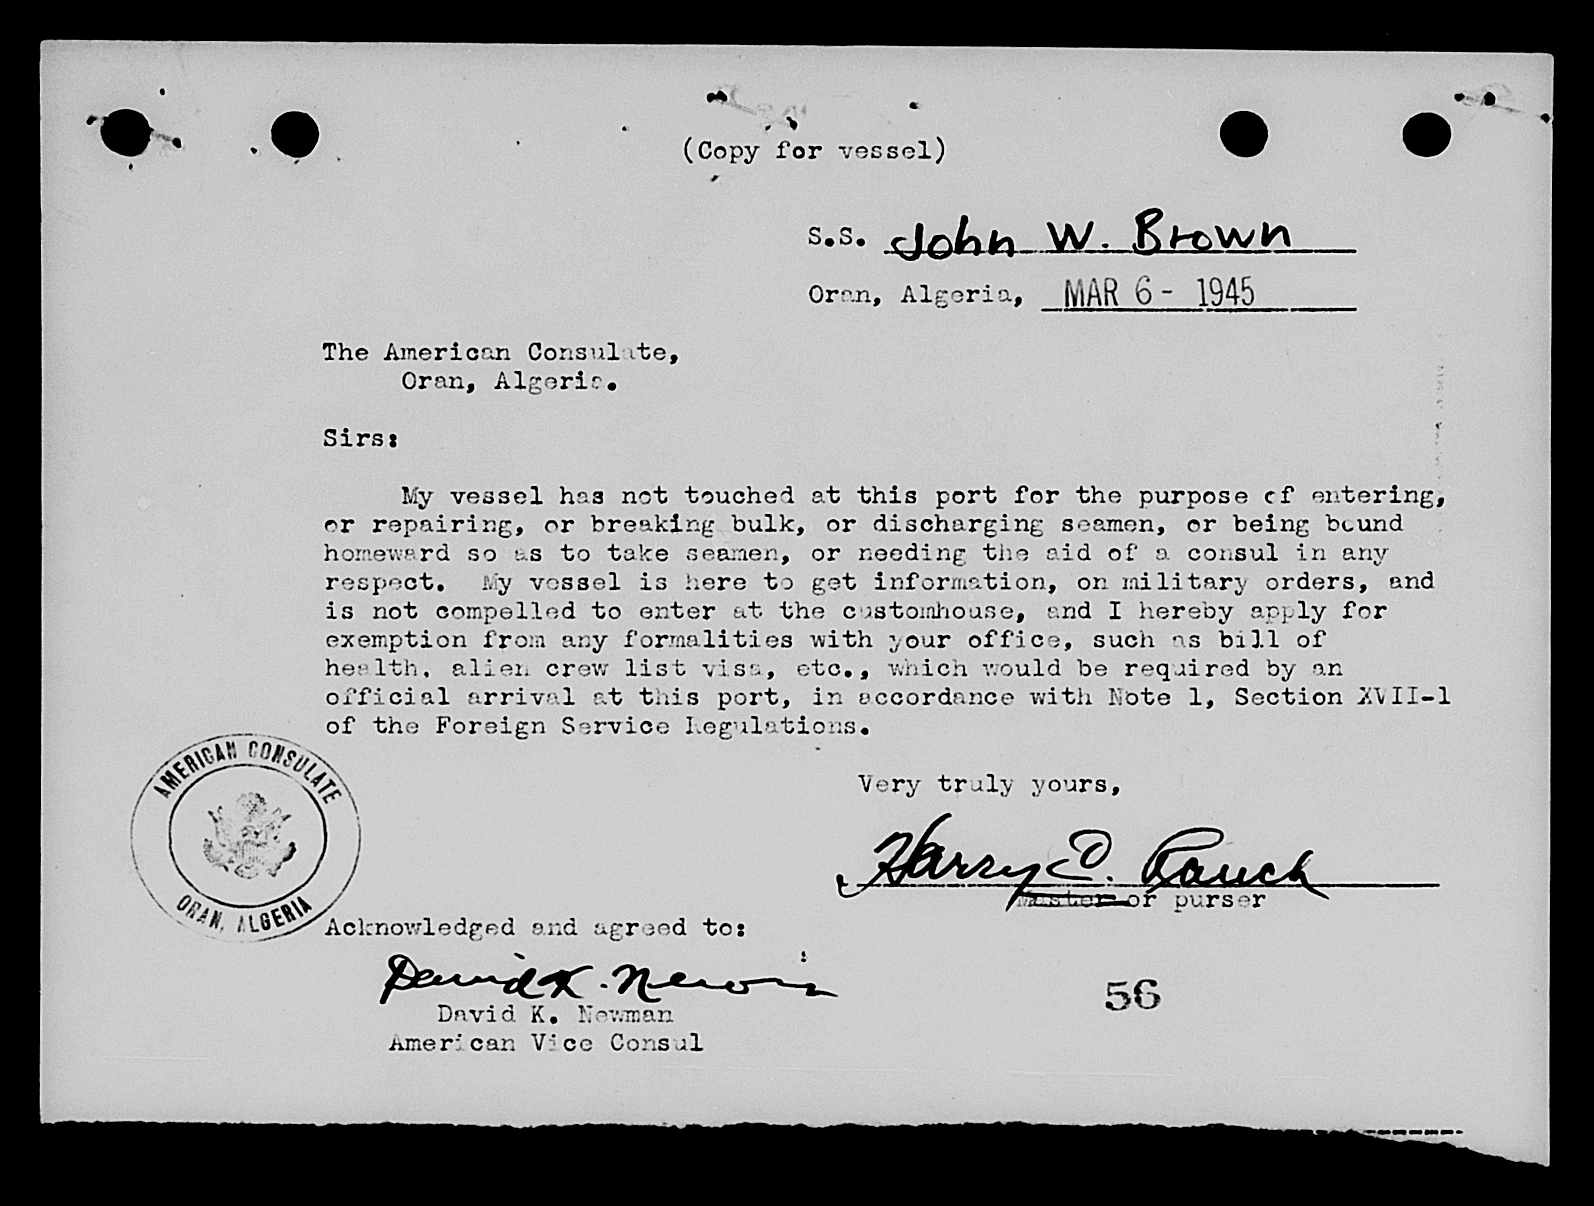 (Copy for vessel)
S.S. John W. Brown
Oran, Algeria, MAR 6 - 1945
The American Consulate,
Oran, Algeria.
Sirs:
My vessel has not touched at this port for the purpose of entering,
or repairing, or breaking bulk, or discharging seamen, or being bound
homeward so as to take seamen, or needing the aid of a consul in any
respect. My vessel is here to get information, on military orders, and
is not compelled to enter at the customhouse, and I hereby apply for
exemption from any formalities with your office, such as bill of
health, alien crew list visa, etc., which would be required by an
official arrival at this port, in accordance with Note 1, Section XVII-1
of the Foreign Service Regulations.
Very truly yours,
Harry E. Rauch
Master or purser
AMERICAN CONSULATE
ORAN, ALGERIA
Acknowledged and agreed to:
David K. Newman
David K. Newman
American Vice Consul
56